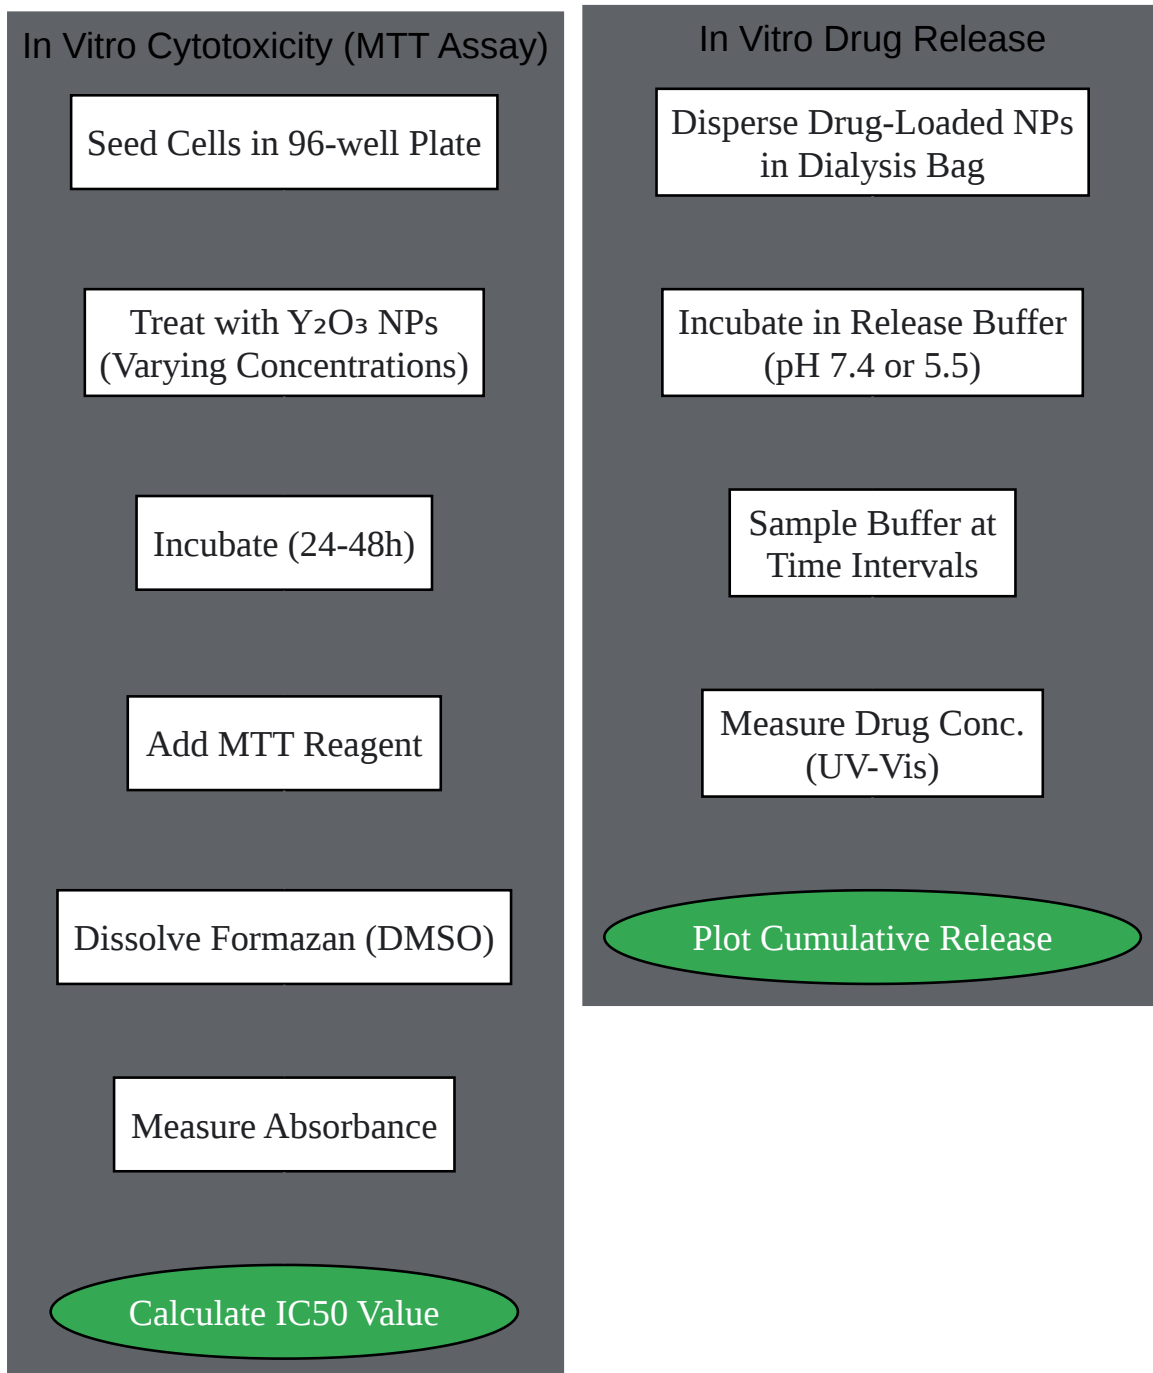 In Vitro Cytotoxicity (MTT Assay)
Seed Cells in 96-well Plate
Treat with Y₂O₃ NPs
(Varying Concentrations)
Incubate (24-48h)
Add MTT Reagent
Dissolve Formazan (DMSO)
Measure Absorbance
Calculate IC50 Value
In Vitro Drug Release
Disperse Drug-Loaded NPs
in Dialysis Bag
Incubate in Release Buffer
(pH 7.4 or 5.5)
Sample Buffer at
Time Intervals
Measure Drug Conc.
(UV-Vis)
Plot Cumulative Release